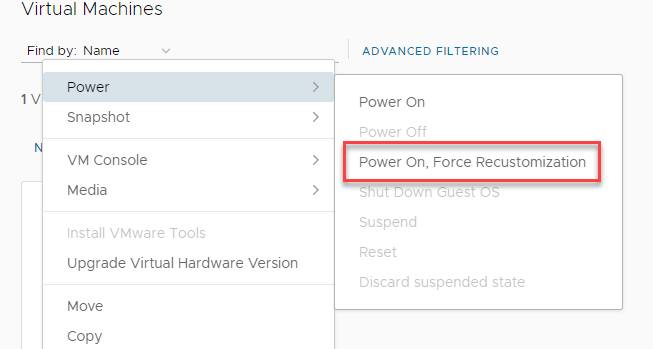 Virtual Machines
Find by: Name
ADVANCED FILTERING
1 V
N
Power
Snapshot
VM Console
Media
Install VMware Tools
Upgrade Virtual Hardware Version
Move
Copy
Power On
Power Off
Power On, Force Recustomization
Shut Down Guest OS
Suspend
Reset
Discard suspended state